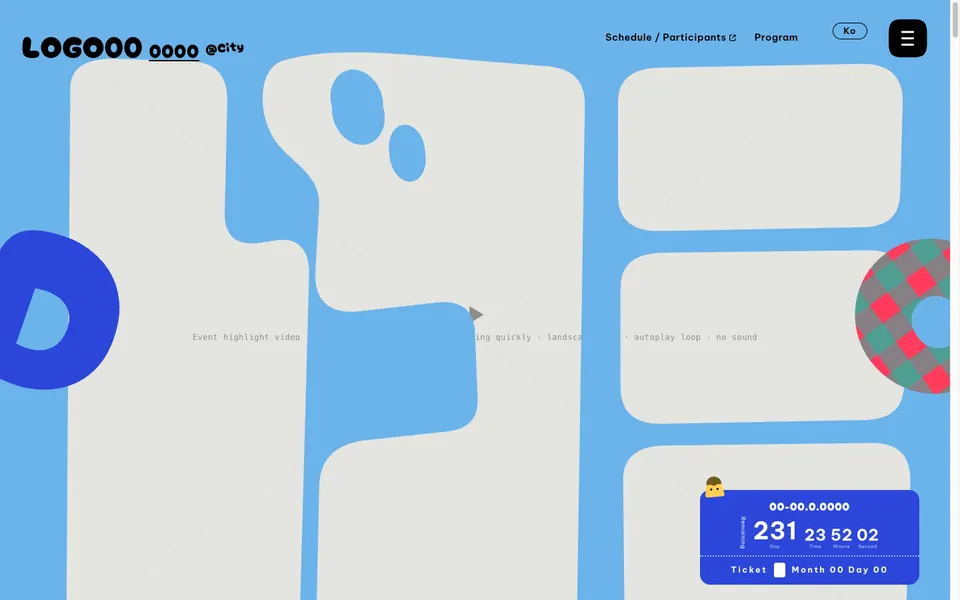 LOGOOO OOOO @City
Schedule / Participants
Program
Ko
Event highlight video
ing quickly · landsca
· autoplay loop · no sound
00-00.0.0000
Remaining
231 23 52 02
Day Time Minute Second
Ticket Month 00 Day 00